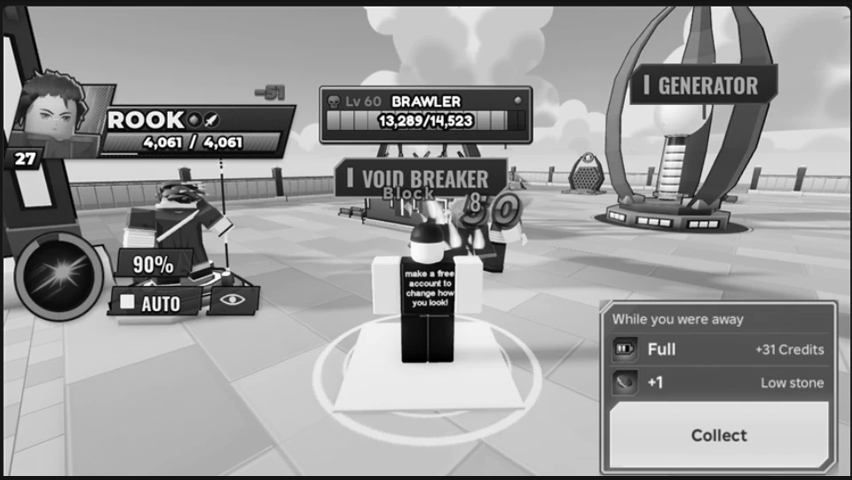 -51
Lv 60 BRAWLER
13,289/14,523
I GENERATOR
ROOK
4,061 / 4,061
27
I VOID BREAKER
Block
80
90%
AUTO
make a free
account to
change how
you look!
While you were away
Full +31 Credits
+1 Low stone
Collect